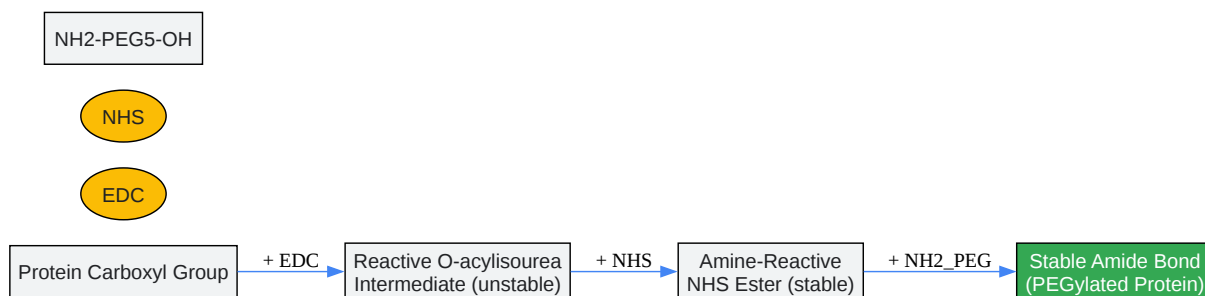 NH2-PEG5-OH
NHS
EDC
Protein Carboxyl Group
+ EDC
Reactive O-acylisourea
Intermediate (unstable)
+ NHS
Amine-Reactive
NHS Ester (stable)
+ NH2_PEG
Stable Amide Bond
(PEGylated Protein)